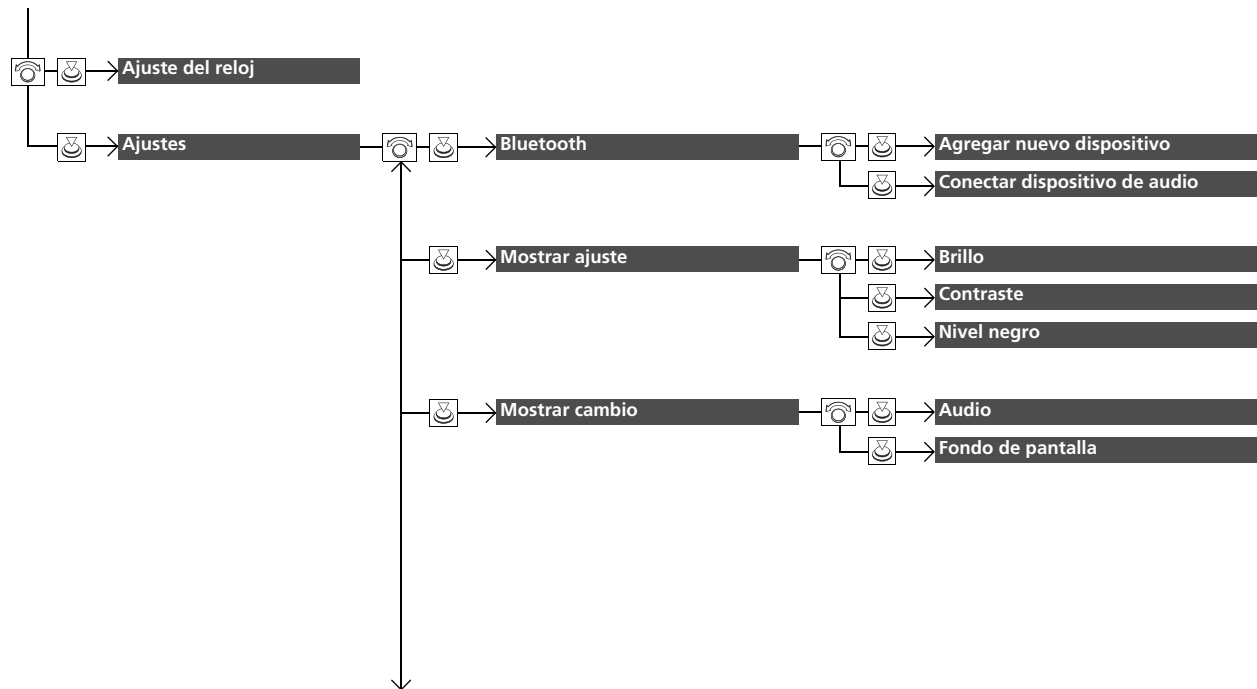 Ajuste del reloj
Ajustes
Bluetooth
Agregar nuevo dispositivo
Conectar dispositivo de audio
Mostrar ajuste
Brillo
Contraste
Nivel negro
Mostrar cambio
Audio
Fondo de pantalla